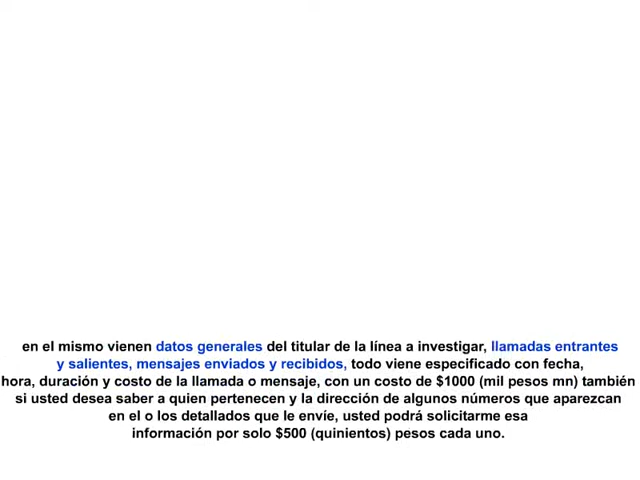 en el mismo vienen datos generales del titular de la línea a investigar, llamadas entrantes
y salientes, mensajes enviados y recibidos, todo viene especificado con fecha,
hora, duración y costo de la llamada o mensaje, con un costo de $1000 (mil pesos mn) también
si usted desea saber a quien pertenecen y la dirección de algunos números que aparezcan
en el o los detallados que le envíe, usted podrá solicitarme esa
información por solo $500 (quinientos) pesos cada uno.